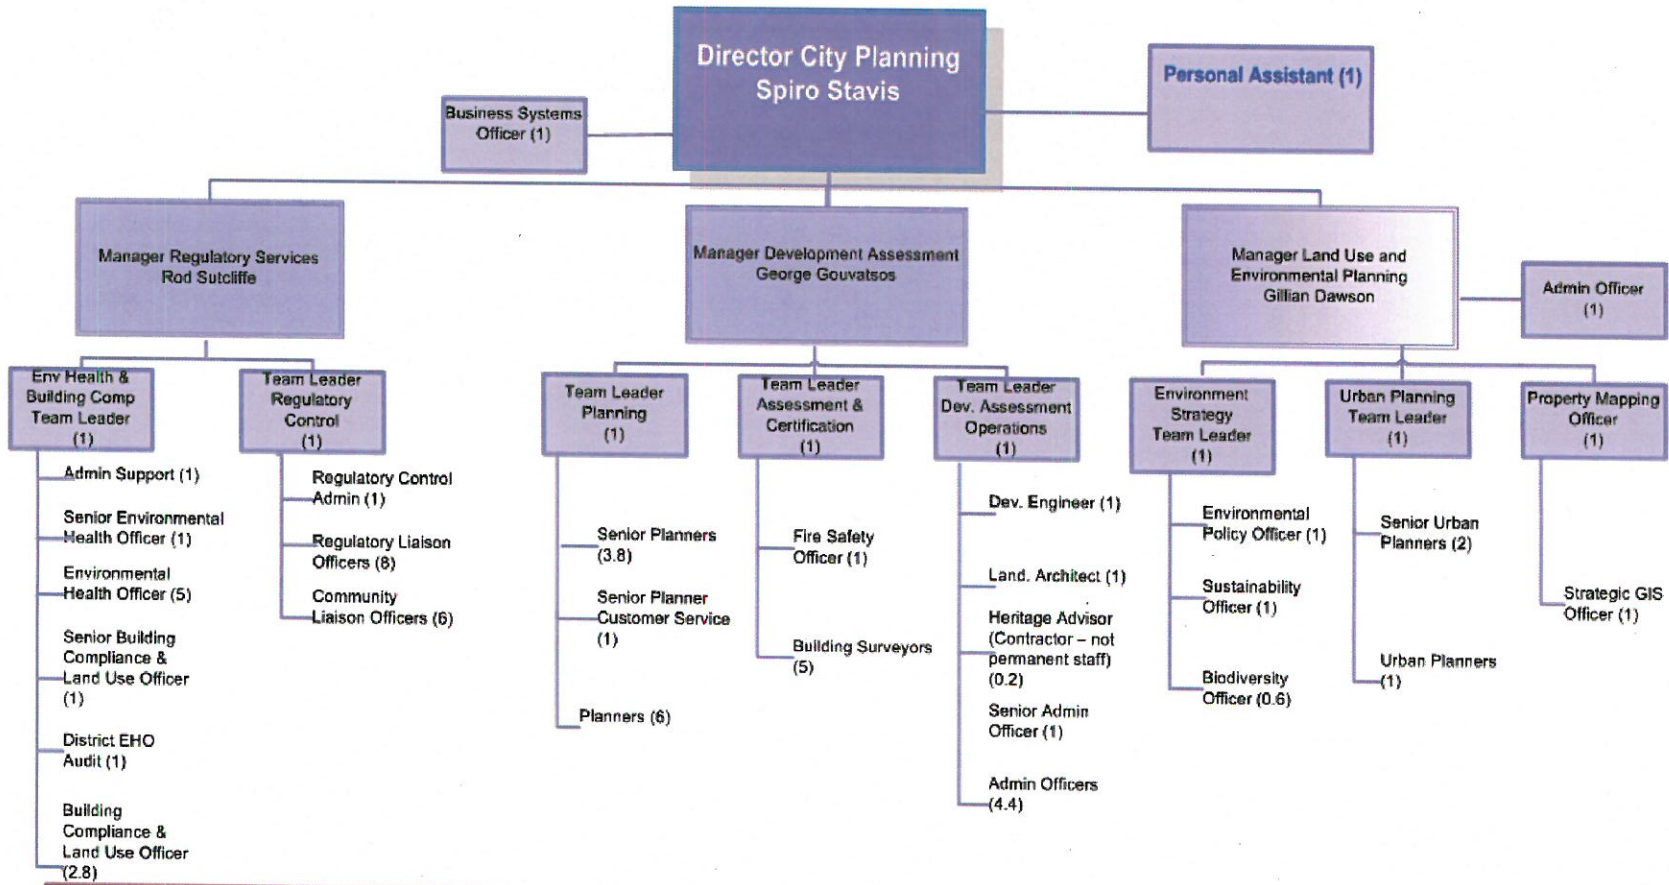 Director City Planning
Spiro Stavis
Personal Assistant (1)
Business Systems
Officer (1)
Manager Regulatory Services
Rod Sutcliffe
Manager Development Assessment
George Gouvatsos
Manager Land Use and
Environmental Planning
Gillian Dawson
Admin Officer
(1)
Env Health &
Building Comp
Team Leader
(1)
Admin Support (1)
Senior Environmental
Health Officer (1)
Environmental
Health Officer (5)
Senior Building
Compliance &
Land Use Officer
(1)
District EHO
Audit (1)
Building
Compliance &
Land Use Officer
(2.8)
Team Leader
Regulatory
Control
(1)
Regulatory Control
Admin (1)
Regulatory Liaison
Officers (8)
Community
Liaison Officers (6)
Team Leader
Planning
(1)
Senior Planners
(3.8)
Senior Planner
Customer Service
(1)
Planners (6)
Team Leader
Assessment &
Certification
(1)
Fire Safety
Officer (1)
Building Surveyors
(5)
Team Leader
Dev. Assessment
Operations
(1)
Dev. Engineer (1)
Land. Architect (1)
Heritage Advisor
(Contractor – not
permanent staff)
(0.2)
Senior Admin
Officer (1)
Admin Officers
(4.4)
Environment
Strategy
Team Leader
(1)
Environmental
Policy Officer (1)
Sustainability
Officer (1)
Biodiversity
Officer (0.6)
Urban Planning
Team Leader
(1)
Senior Urban
Planners (2)
Urban Planners
(1)
Property Mapping
Officer
(1)
Strategic GIS
Officer (1)